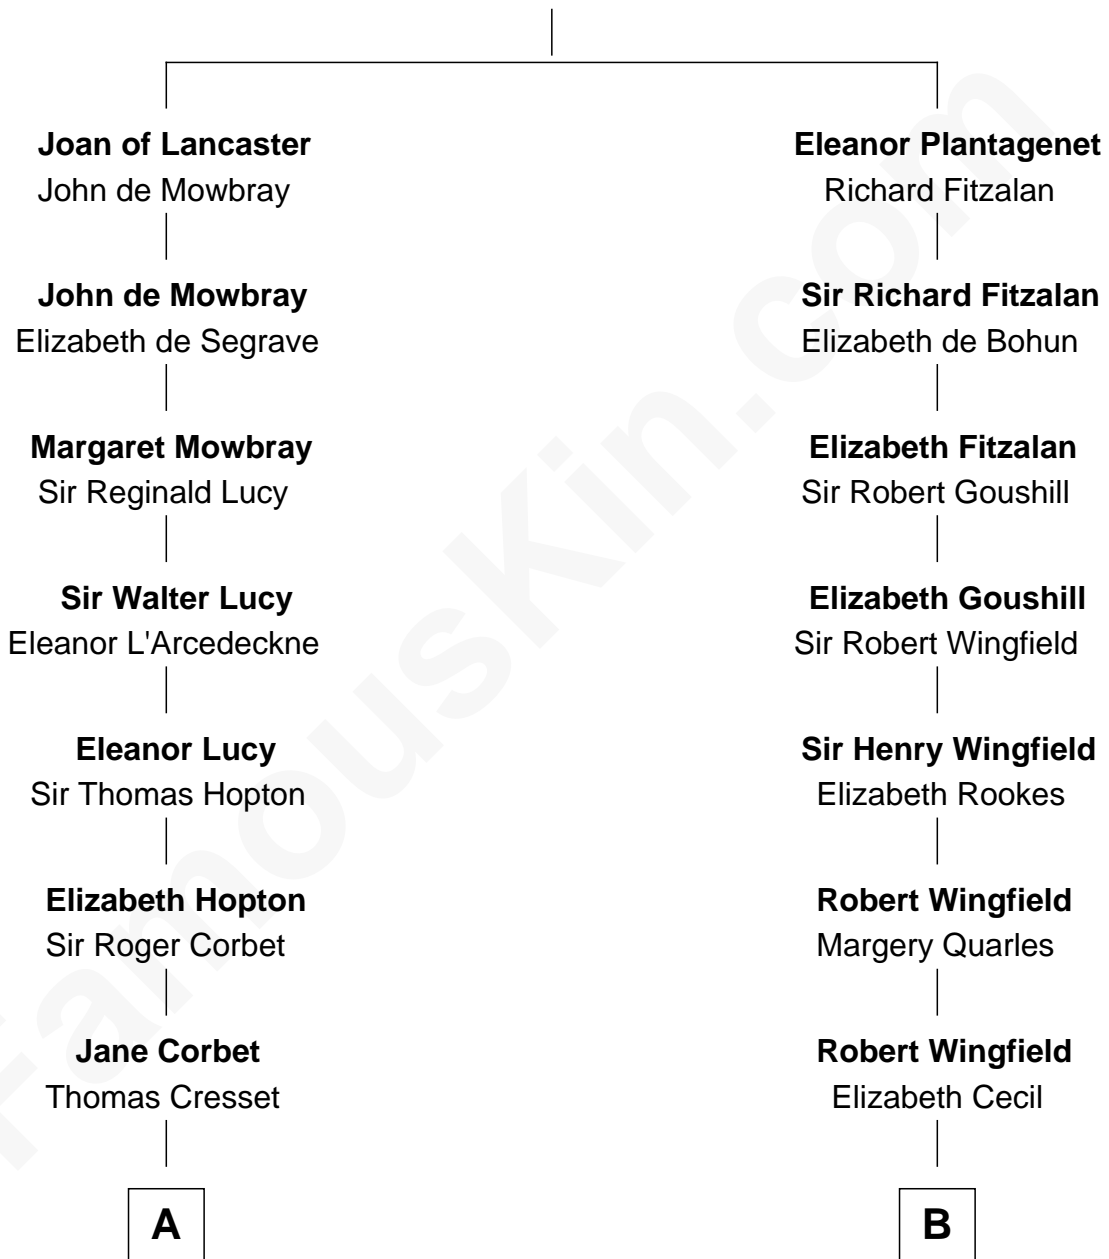 Joan of Lancaster
John de Mowbray
John de Mowbray
Elizabeth de Segrave
Margaret Mowbray
Sir Reginald Lucy
Sir Walter Lucy
Eleanor L'Arcedeckne
Eleanor Lucy
Sir Thomas Hopton
Elizabeth Hopton
Sir Roger Corbet
Jane Corbet
Thomas Cresset
A
Eleanor Plantagenet
Richard Fitzalan
Sir Richard Fitzalan
Elizabeth de Bohun
Elizabeth Fitzalan
Sir Robert Goushill
Elizabeth Goushill
Sir Robert Wingfield
Sir Henry Wingfield
Elizabeth Rookes
Robert Wingfield
Margery Quarles
Robert Wingfield
Elizabeth Cecil
B
FamousKin.com